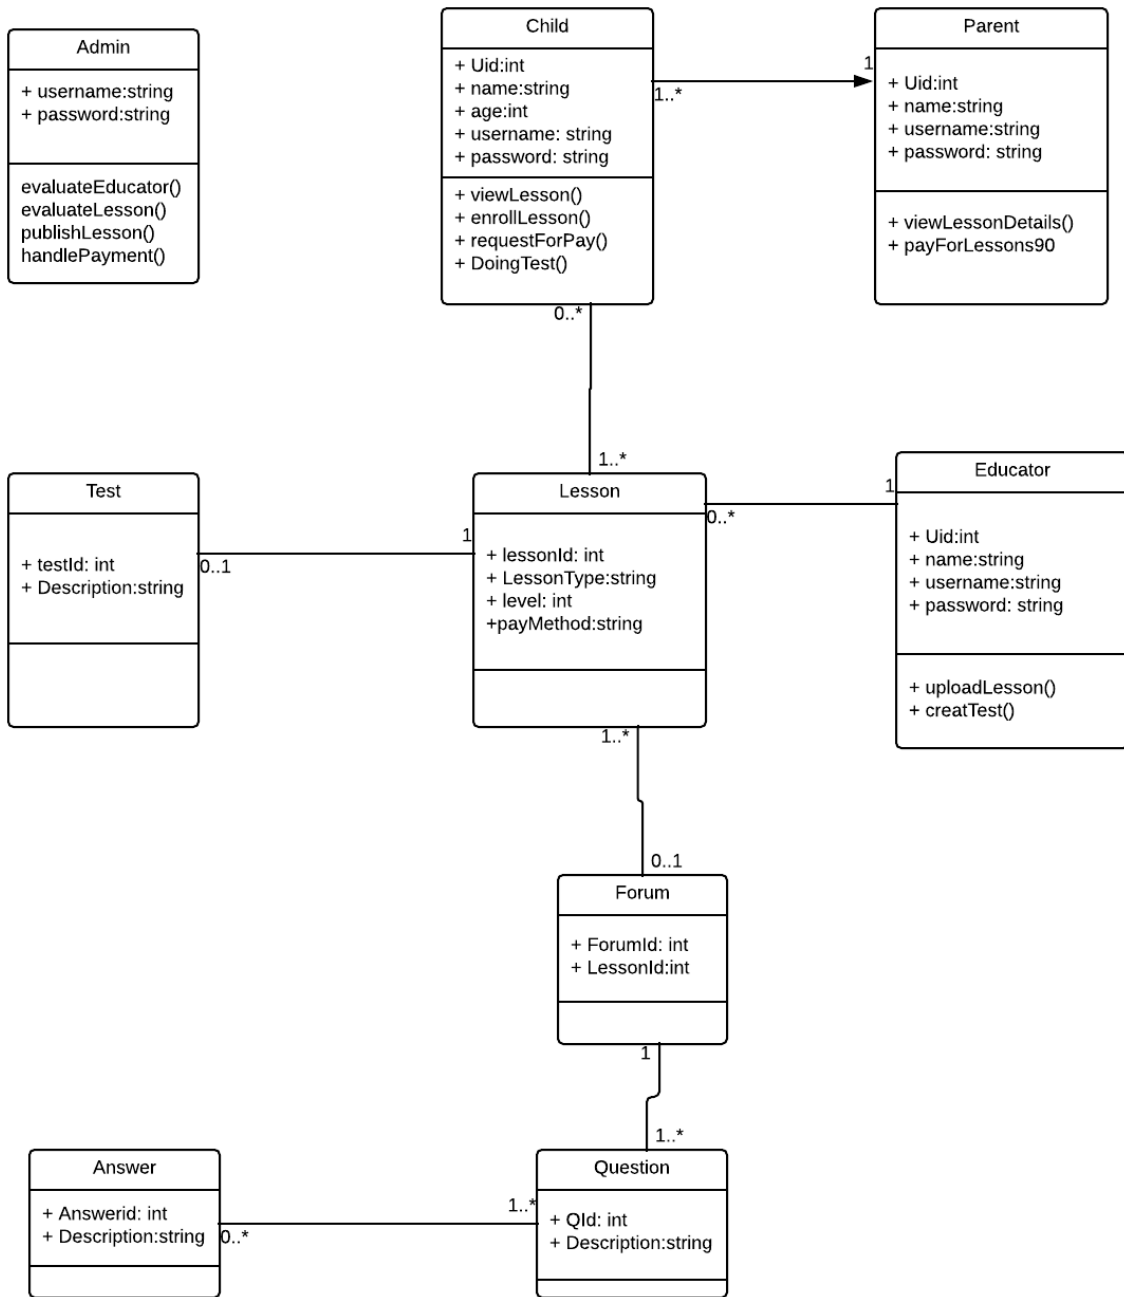 Admin
+ username:string
+ password:string
evaluateEducator()
evaluateLesson()
publishLesson()
handlePayment()
Child
+ Uid:int
+ name:string
+ age:int
+ username: string
+ password: string
+ viewLesson()
+ enrollLesson()
+ requestForPay()
+ DoingTest()
1
1..*
Parent
+ Uid:int
+ name:string
+ username:string
+ password: string
+ viewLessonDetails()
+ payForLessons90
0..*
1..*
Test
+ testId: int
+ Description:string
0..1
1
Lesson
+ lessonId: int
+ LessonType:string
+ level: int
+payMethod:string
0..*
1
Educator
+ Uid:int
+ name:string
+ username:string
+ password: string
+ uploadLesson()
+ creatTest()
1..*
0..1
Forum
+ ForumId: int
+ LessonId:int
1
1..*
Answer
+ Answerid: int
+ Description:string
0..*
1..*
Question
+ QId: int
+ Description:string